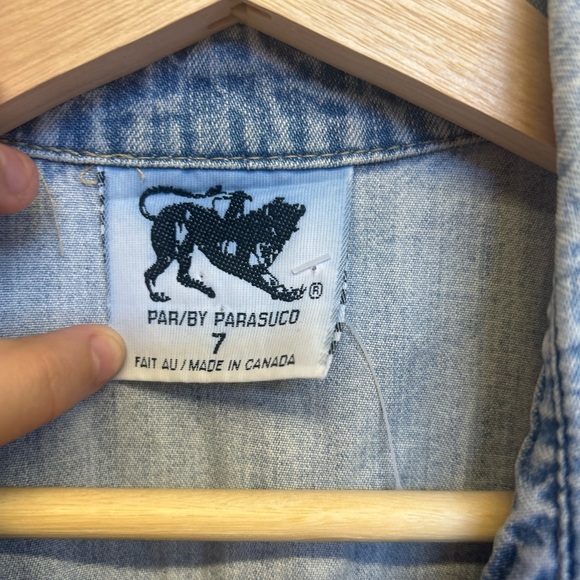 ®
PAR/BY PARASUCO
7
FAIT AU / MADE IN CANADA